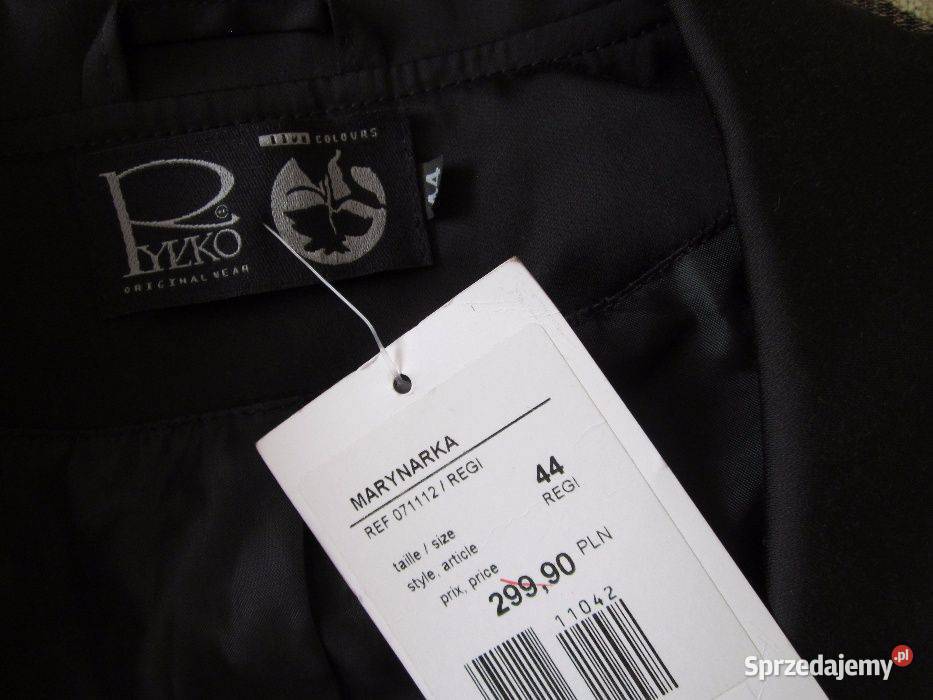 COLOURS
RYŁKO
ORIGINAL WEAR
44
MARYNARKA
REF 071112 / REGI
44
REGI
taille / size
style, article
prix, price
299,90 PLN
11042
Sprzedajemy.pl